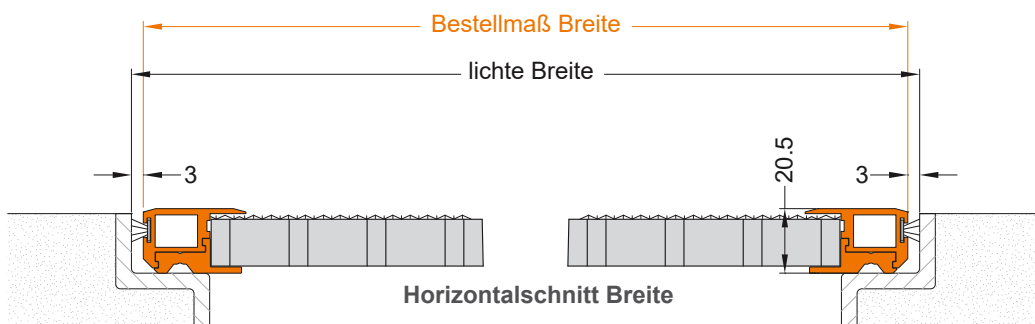 Bestellmaß Breite
lichte Breite
3
20.5
3
Horizontalschnitt Breite